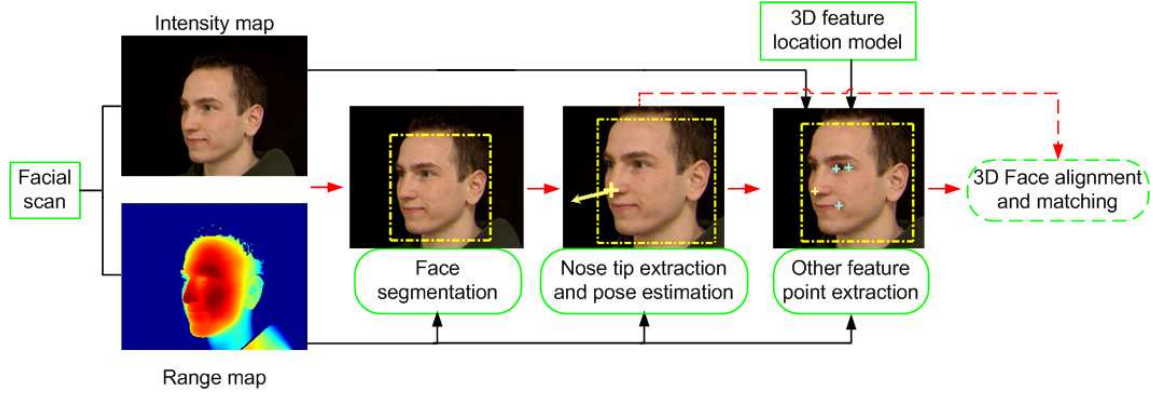 Intensity map
3D feature
location model
Facial
scan
3D Face alignment
and matching
Face
segmentation
Nose tip extraction
and pose estimation
Other feature
point extraction
Range map